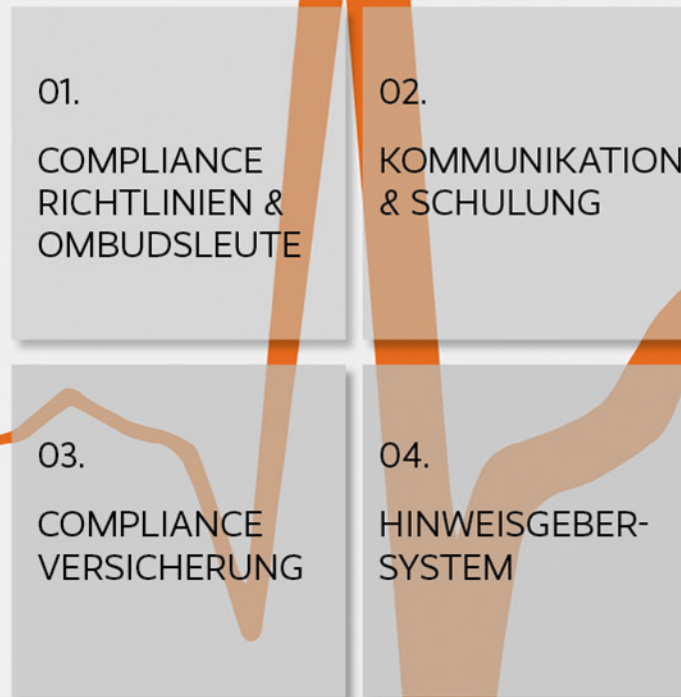 01.
COMPLIANCE
RICHTLINIEN &
OMBUDSLEUTE
02.
KOMMUNIKATION
& SCHULUNG
03.
COMPLIANCE
VERSICHERUNG
04.
HINWEISGEBER-
SYSTEM